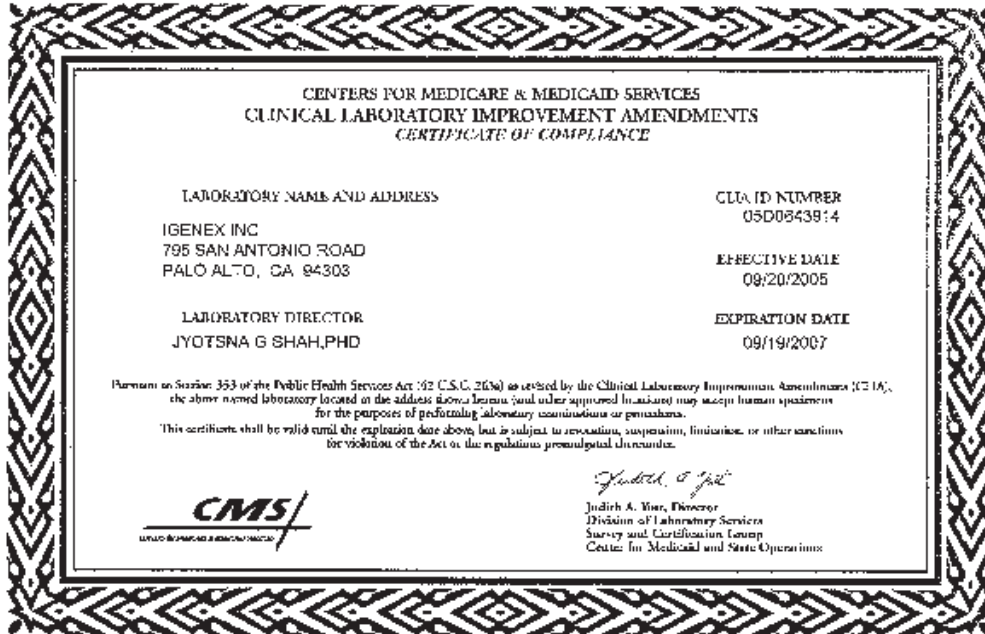 CENTERS FOR MEDICARE & MEDICAID SERVICES
CLINICAL LABORATORY IMPROVEMENT AMENDMENTS
CERTIFICATE OF COMPLIANCE
LABORATORY NAME AND ADDRESS
IGENEX INC
795 SAN ANTONIO ROAD
PALO ALTO, CA 94303
CLIA ID NUMBER
05D0643914
EFFECTIVE DATE
09/20/2005
LABORATORY DIRECTOR
JYOTSNA G SHAH,PHD
EXPIRATION DATE
09/19/2007
Pursuant to Section 353 of the Public Health Services Act (42 U.S.C. 263a) as revised by the Clinical Laboratory Improvement Amendments (CLIA),
the above named laboratory located at the address shown hereon (and other approved locations) may accept human specimens
for the purposes of performing laboratory examinations or procedures.
This certificate shall be valid until the expiration date above, but is subject to revocation, suspension, limitation, or other sanctions
for violation of the Act or the regulations promulgated thereunder.
CMS
Judith A. Yost
Judith A. Yost, Director
Division of Laboratory Services
Survey and Certification Group
Center for Medicaid and State Operations